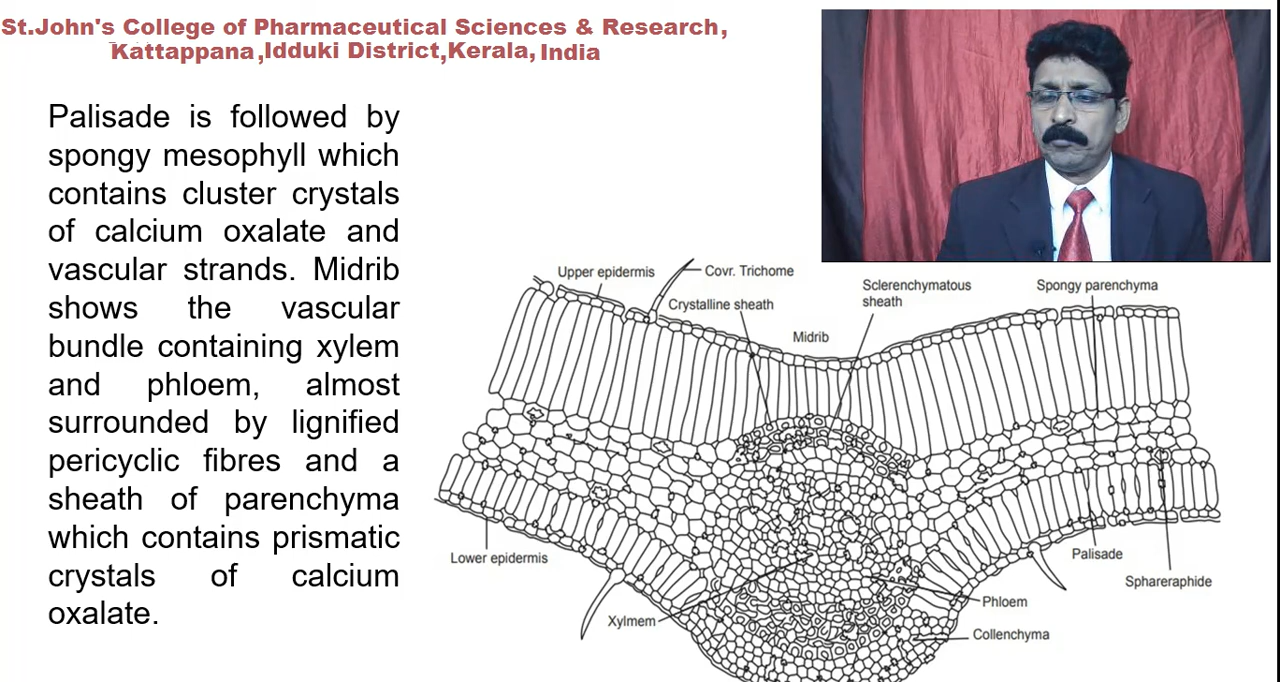 St.John's College of Pharmaceutical Sciences & Research,
Kattappana,Idduki District,Kerala,India
Palisade is followed by
spongy mesophyll which
contains cluster crystals
of calcium oxalate and
vascular strands. Midrib
shows the vascular
bundle containing xylem
and phloem, almost
surrounded by lignified
pericyclic fibres and a
sheath of parenchyma
which contains prismatic
crystals of calcium
oxalate.
Upper epidermis
Covr. Trichome
Crystalline sheath
Sclerenchymatous
sheath
Spongy parenchyma
Midrib
Lower epidermis
Palisade
Sphareraphide
Phloem
Xylmem
Collenchyma